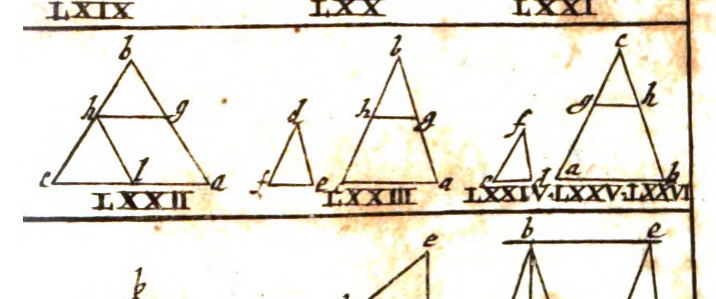 LXIX LXX LXXI
b b c
h g d h g f g h
c l a f e c a e d a b
LXXII LXXIII LXXIV.LXXV.LXXVI
k e b e